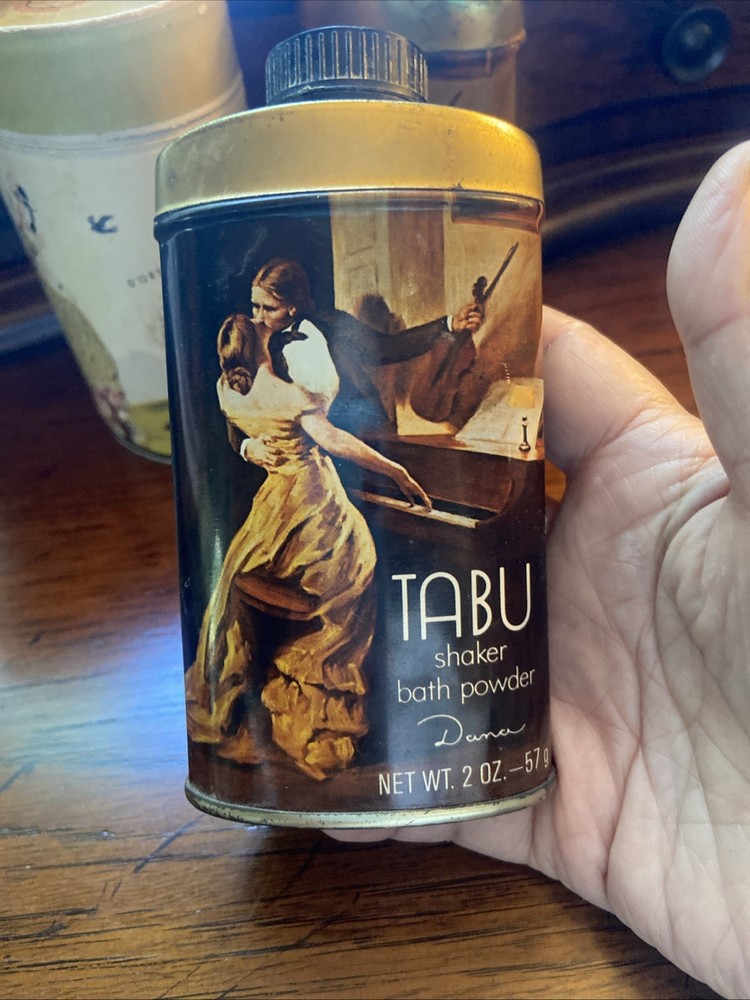 TABU
shaker
bath powder
Dana
NET WT. 2 OZ.—57 g